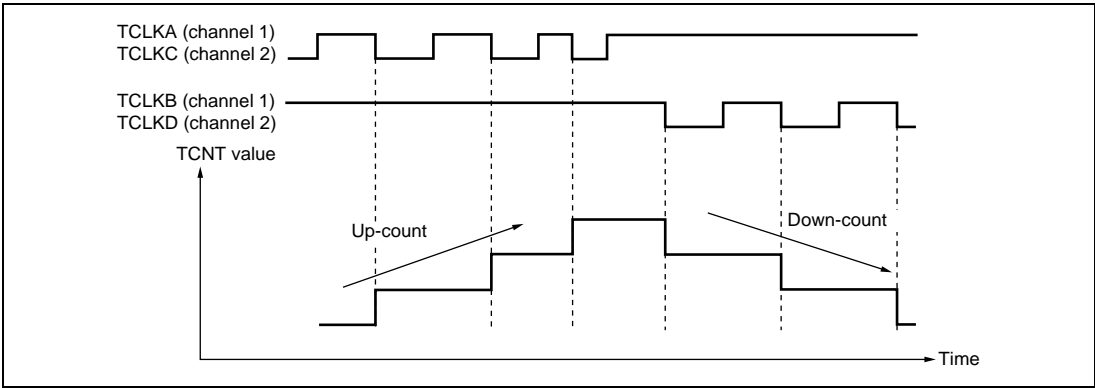 TCLKA (channel 1)
TCLKC (channel 2)
TCLKB (channel 1)
TCLKD (channel 2)
TCNT value
Up-count
Down-count
Time